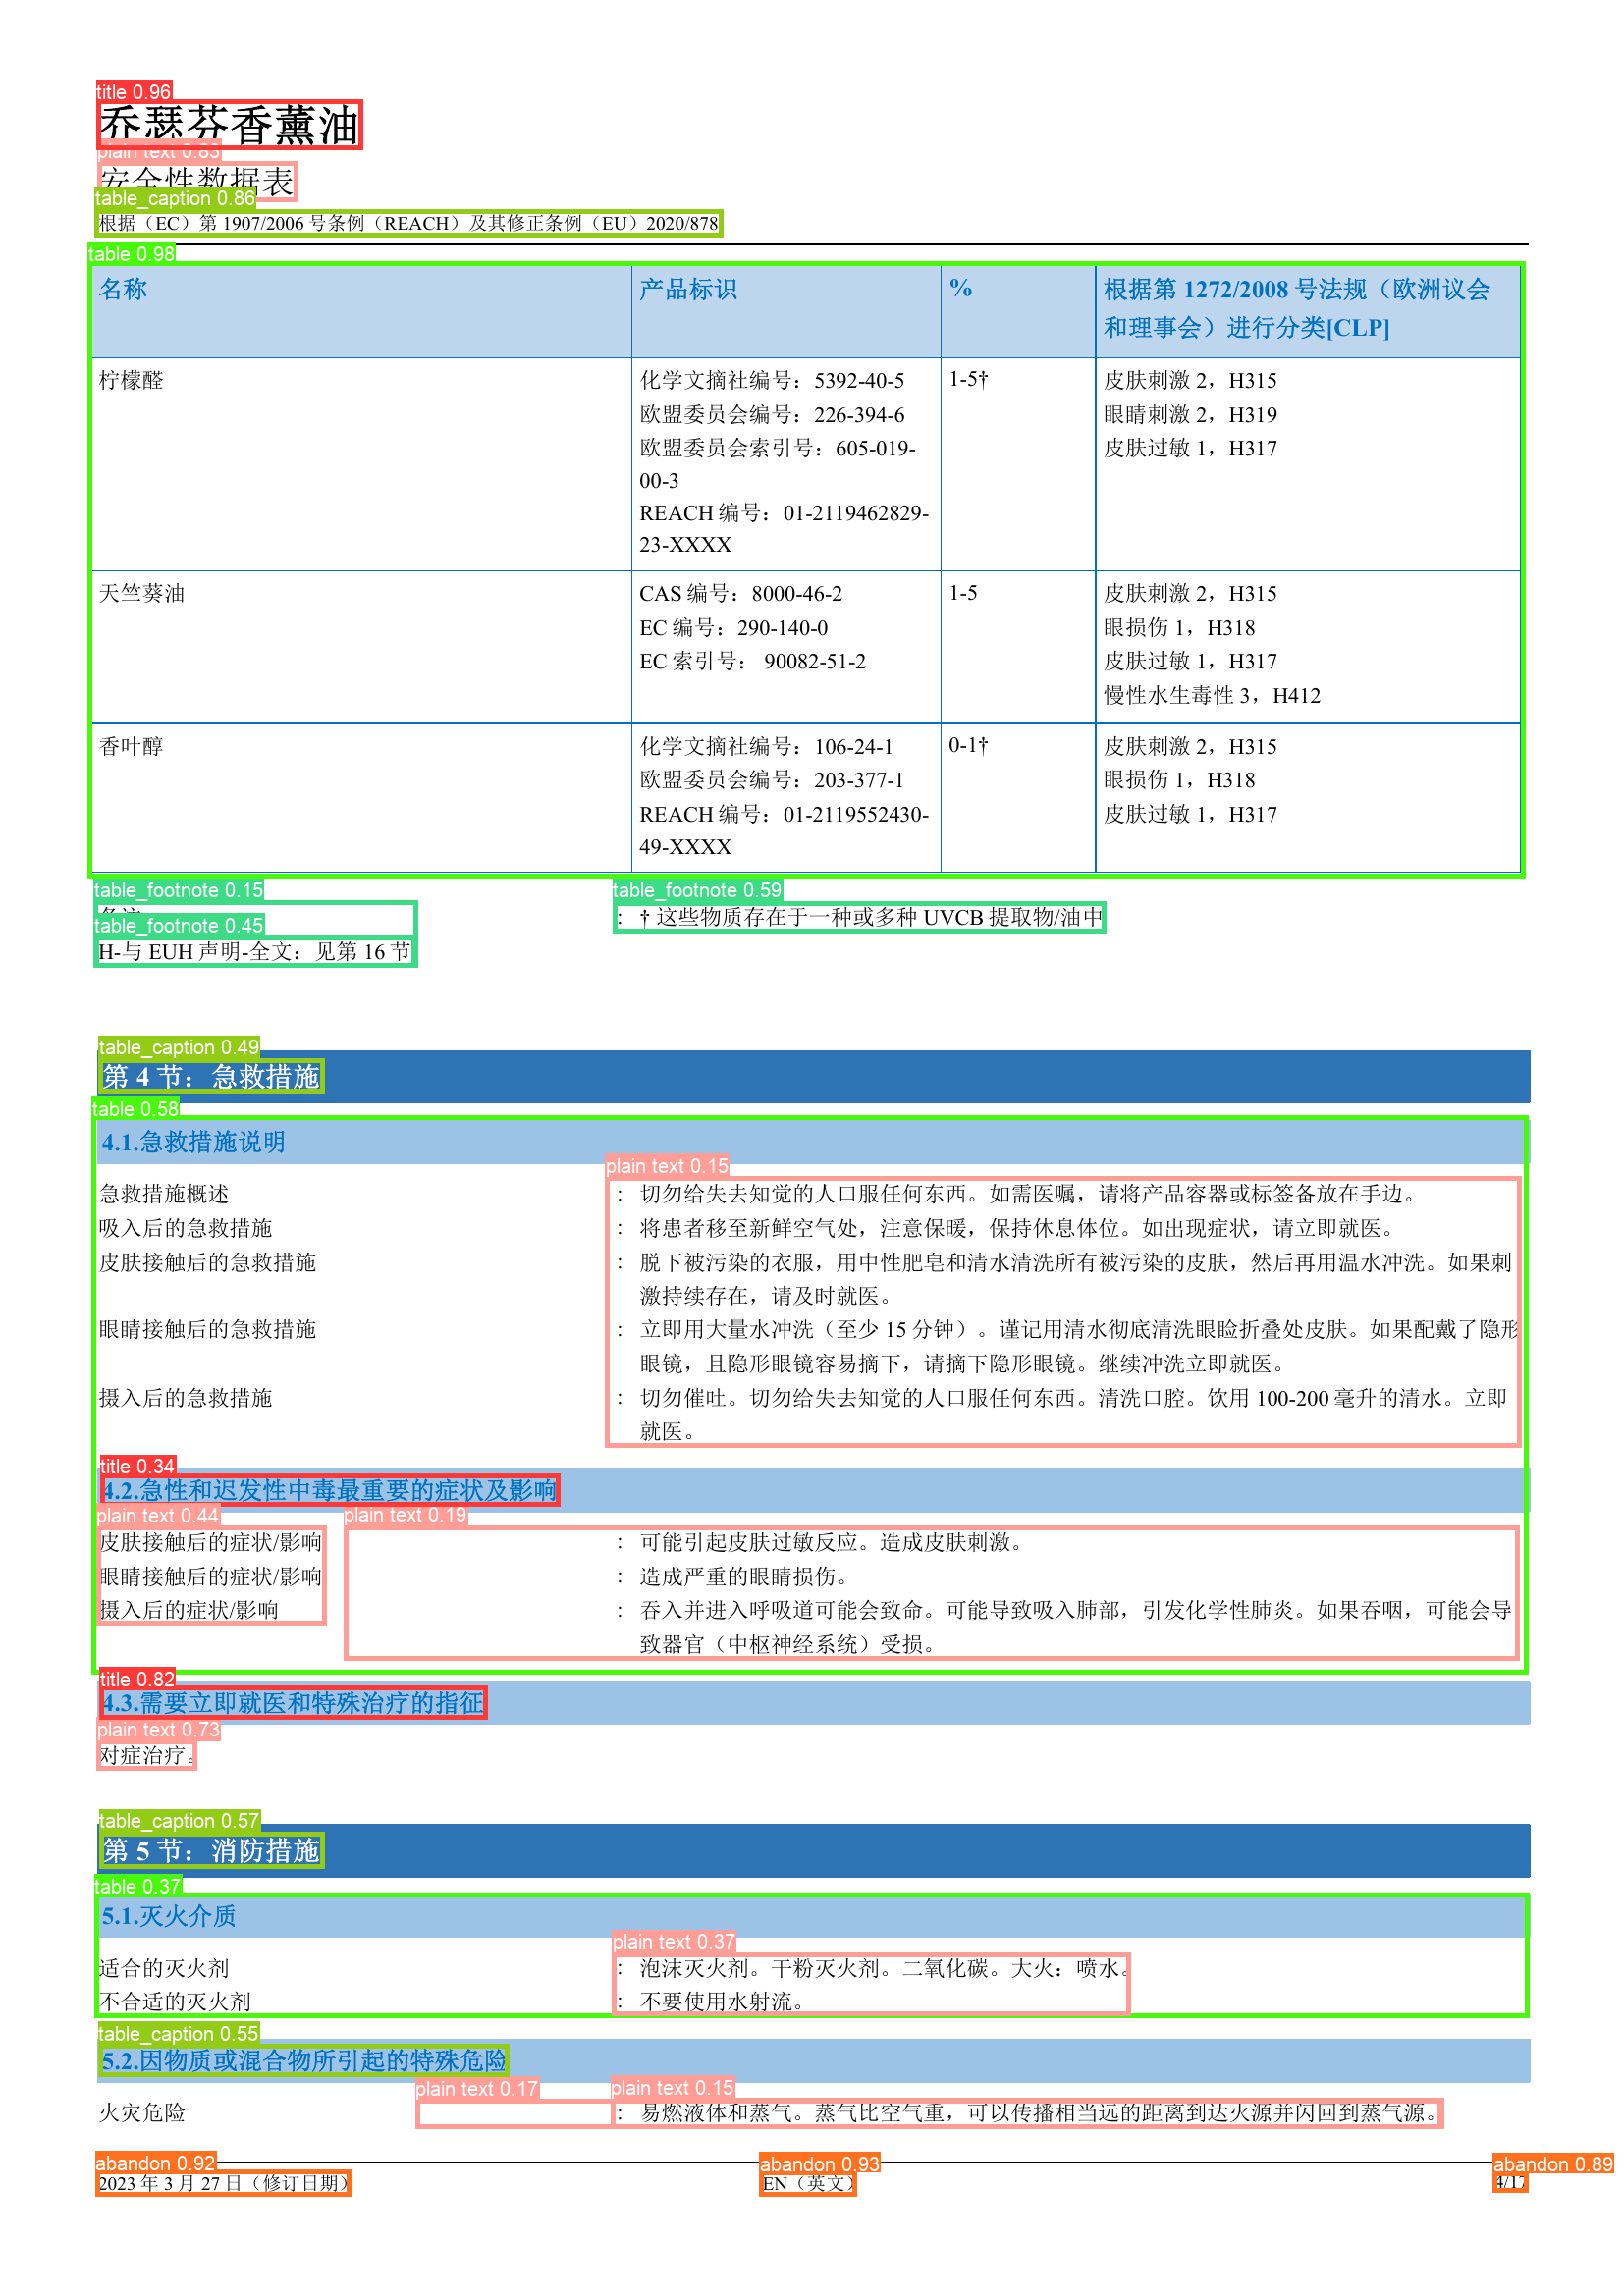 title 0.96
乔瑟芬香薰油
plain text 0.83
安全性数据表
table_caption 0.86
根据（EC）第 1907/2006 号条例（REACH）及其修正条例（EU）2020/878
table 0.98
名称 产品标识 % 根据第 1272/2008 号法规（欧洲议会
和理事会）进行分类[CLP]
柠檬醛 化学文摘社编号：5392-40-5 1-5† 皮肤刺激 2，H315
欧盟委员会编号：226-394-6 眼睛刺激 2，H319
欧盟委员会索引号：605-019- 皮肤过敏 1，H317
00-3
REACH 编号：01-2119462829-
23-XXXX
天竺葵油 CAS 编号：8000-46-2 1-5 皮肤刺激 2，H315
EC 编号：290-140-0 眼损伤 1，H318
EC 索引号： 90082-51-2 皮肤过敏 1，H317
慢性水生毒性 3，H412
香叶醇 化学文摘社编号：106-24-1 0-1† 皮肤刺激 2，H315
欧盟委员会编号：203-377-1 眼损伤 1，H318
REACH 编号：01-2119552430- 皮肤过敏 1，H317
49-XXXX
table_footnote 0.15 table_footnote 0.59
： † 这些物质存在于一种或多种 UVCB 提取物/油中
table_footnote 0.45
H-与 EUH 声明-全文：见第 16 节
table_caption 0.49
第 4 节：急救措施
table 0.58
4.1.急救措施说明
plain text 0.15
急救措施概述 ： 切勿给失去知觉的人口服任何东西。如需医嘱，请将产品容器或标签备放在手边。
吸入后的急救措施 ： 将患者移至新鲜空气处，注意保暖，保持休息体位。如出现症状，请立即就医。
皮肤接触后的急救措施 ： 脱下被污染的衣服，用中性肥皂和清水清洗所有被污染的皮肤，然后再用温水冲洗。如果刺
激持续存在，请及时就医。
眼睛接触后的急救措施 ： 立即用大量水冲洗（至少 15 分钟）。谨记用清水彻底清洗眼睑折叠处皮肤。如果配戴了隐形
眼镜，且隐形眼镜容易摘下，请摘下隐形眼镜。继续冲洗立即就医。
摄入后的急救措施 ： 切勿催吐。切勿给失去知觉的人口服任何东西。清洗口腔。饮用 100-200 毫升的清水。立即
就医。
title 0.34
4.2.急性和迟发性中毒最重要的症状及影响
plain text 0.44 plain text 0.19
皮肤接触后的症状/影响 ： 可能引起皮肤过敏反应。造成皮肤刺激。
眼睛接触后的症状/影响 ： 造成严重的眼睛损伤。
摄入后的症状/影响 ： 吞入并进入呼吸道可能会致命。可能导致吸入肺部，引发化学性肺炎。如果吞咽，可能会导
致器官（中枢神经系统）受损。
title 0.82
4.3.需要立即就医和特殊治疗的指征
plain text 0.73
对症治疗。
table_caption 0.57
第 5 节：消防措施
table 0.37
5.1.灭火介质
plain text 0.37
适合的灭火剂 ： 泡沫灭火剂。干粉灭火剂。二氧化碳。大火：喷水。
不合适的灭火剂 ： 不要使用水射流。
table_caption 0.55
5.2.因物质或混合物所引起的特殊危险
plain text 0.17 plain text 0.15
火灾危险 ： 易燃液体和蒸气。蒸气比空气重，可以传播相当远的距离到达火源并闪回到蒸气源。
abandon 0.92 abandon 0.93 abandon 0.89
2023 年 3 月 27 日（修订日期） EN（英文） 4/17